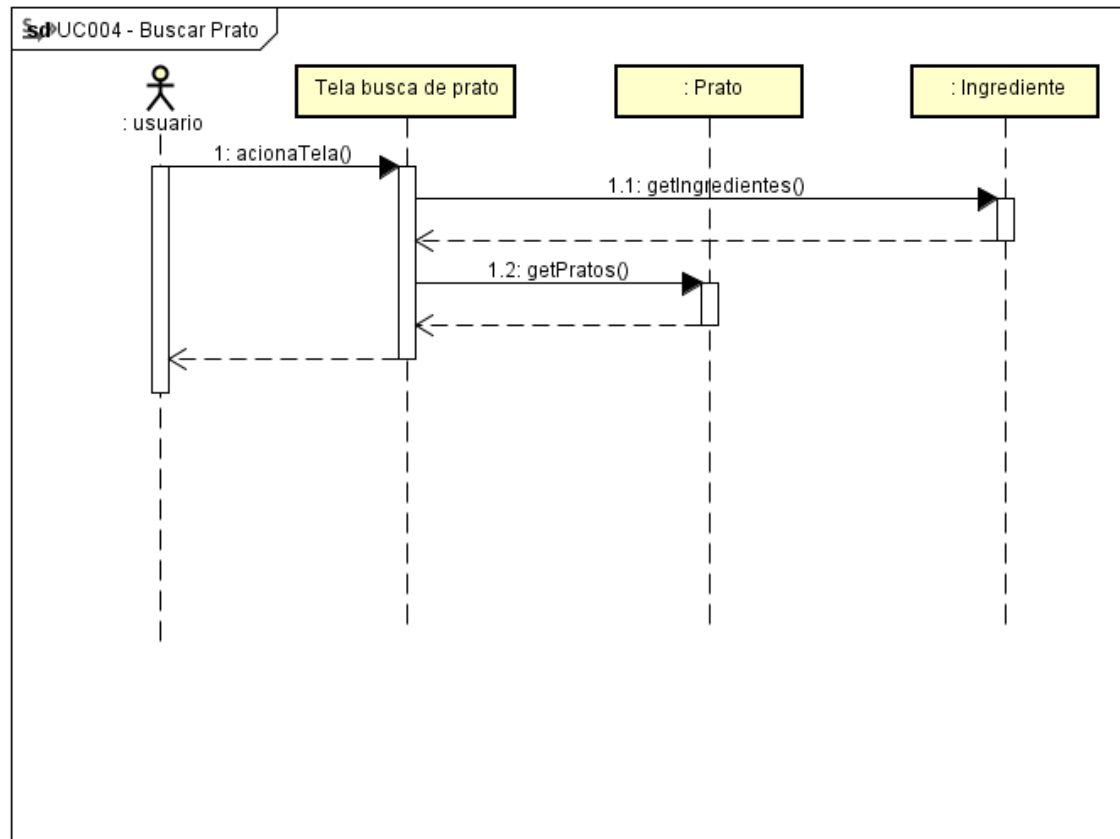 sd UC004 - Buscar Prato
Tela busca de prato
: Prato
: Ingrediente
: usuario
1: acionaTela()
1.1: getIngredientes()
1.2: getPratos()